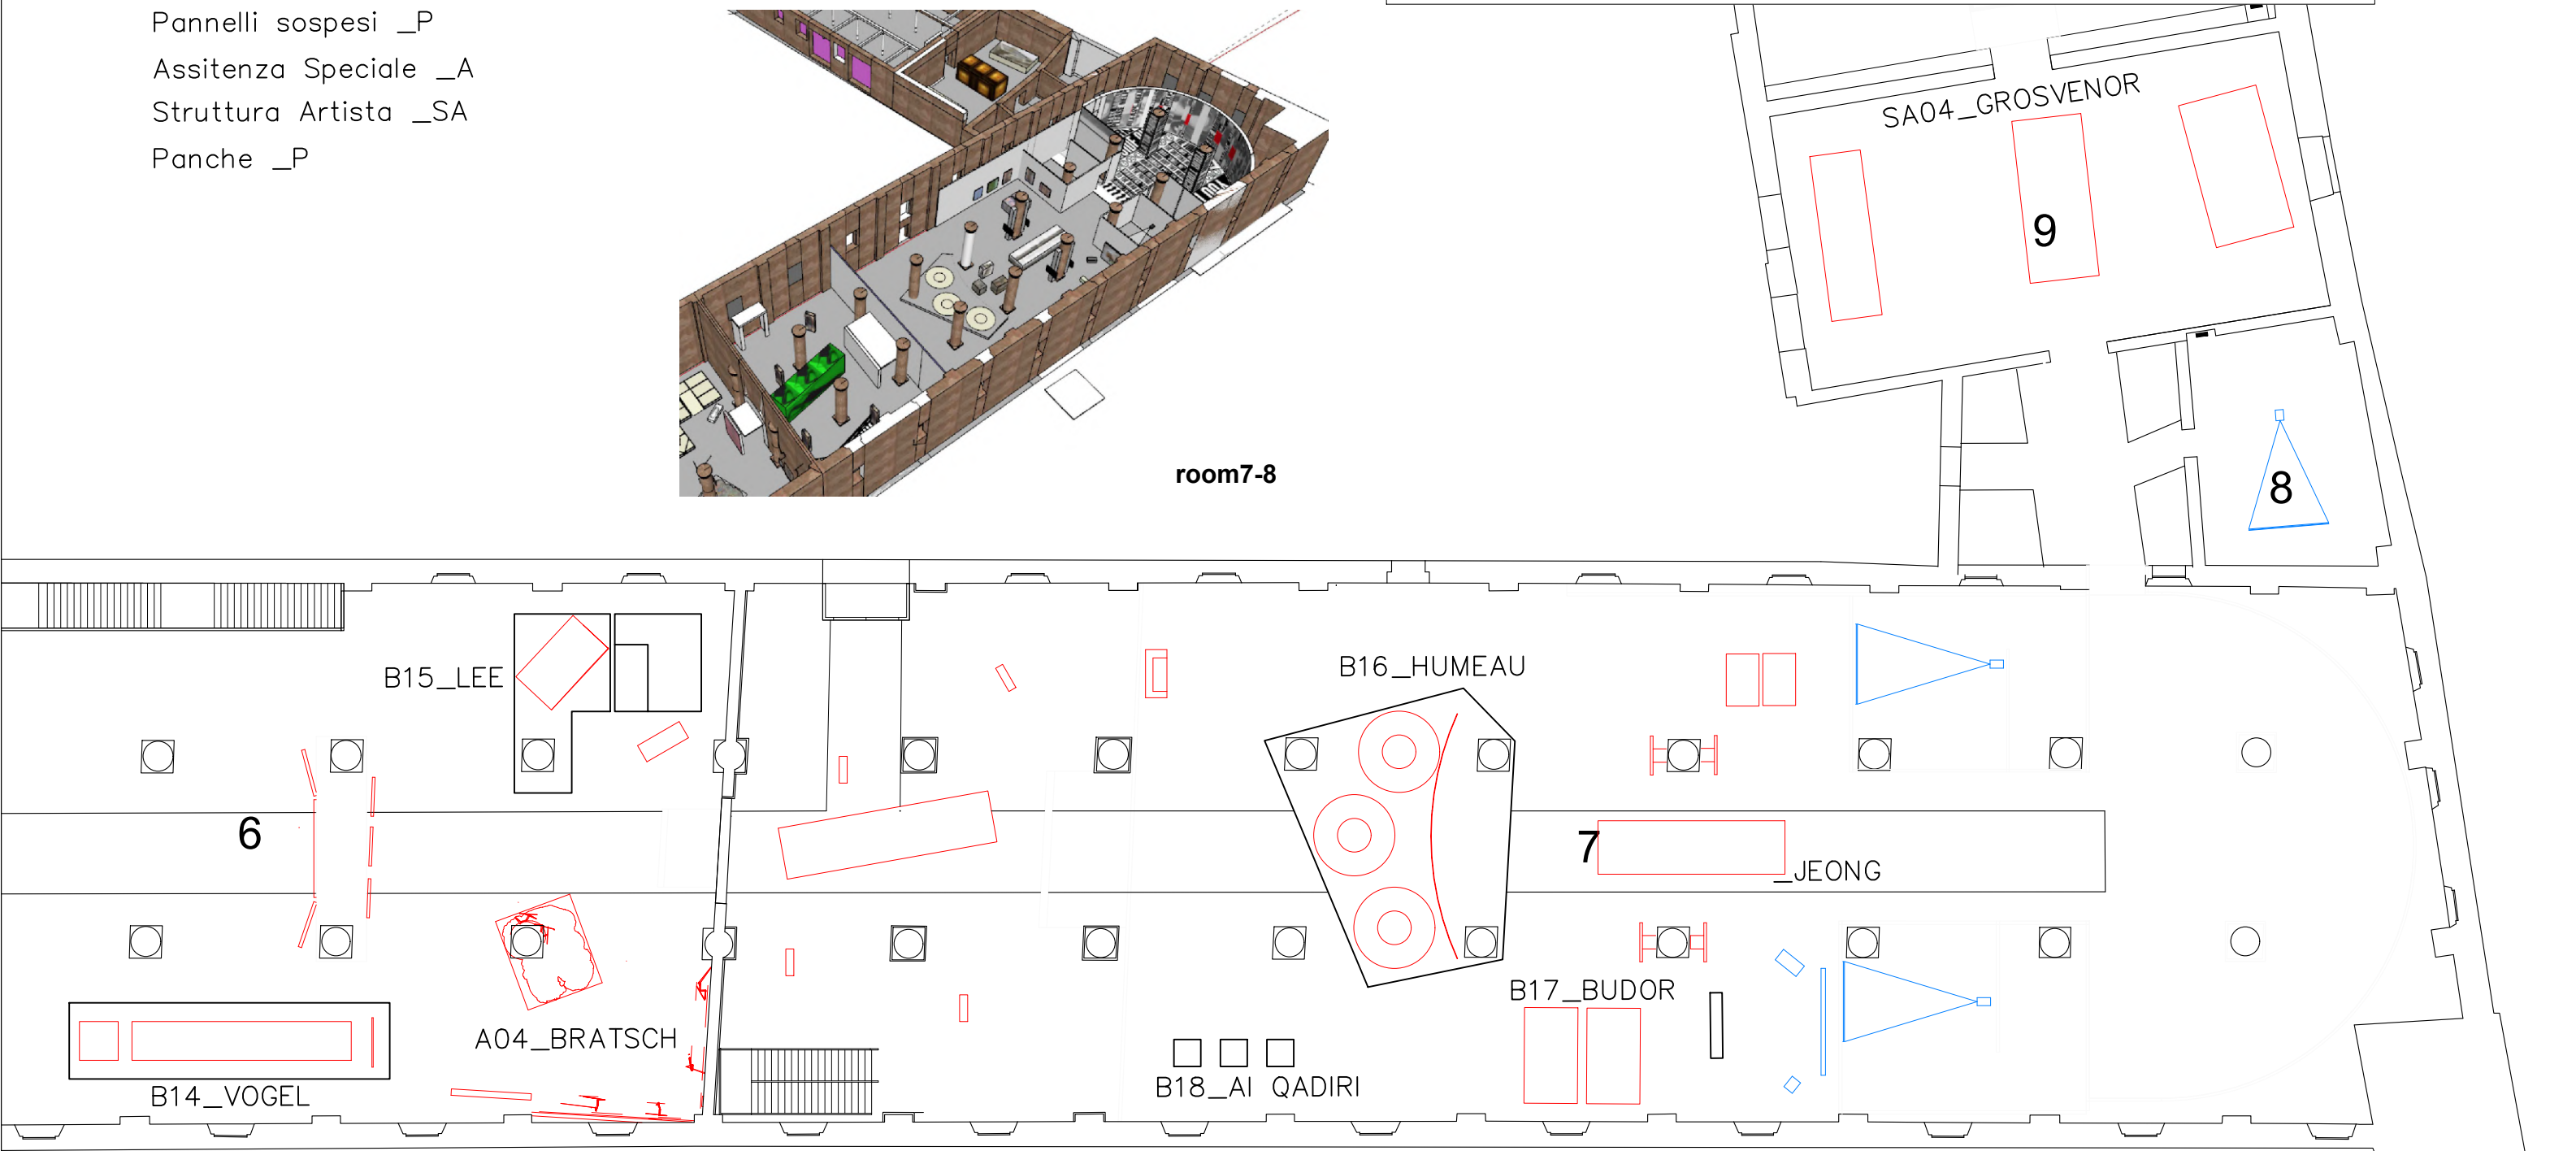 Pannelli sospesi _P
Assitenza Speciale _A
Struttura Artista _SA
Panche _P
room7-8
SA04_GROSVENOR
9
8
B15_LEE
6
A04_BRATSCH
B14_VOGEL
B16_HUMEAU
7
_JEONG
B17_BUDOR
B18_AI QADIRI